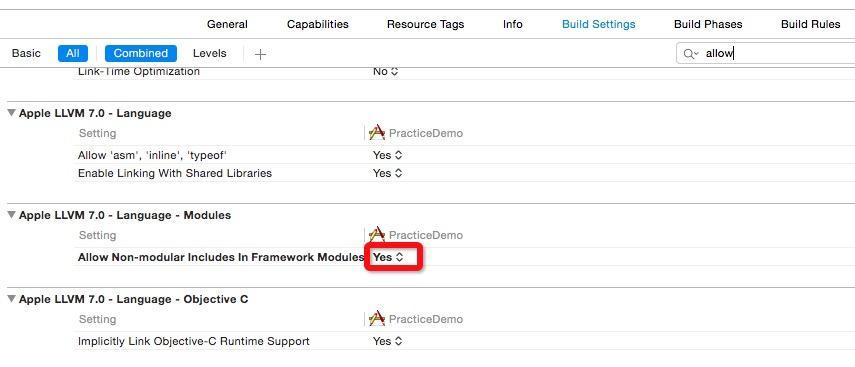 General Capabilities Resource Tags Info Build Settings Build Phases Build Rules
Basic All Combined Levels allow
Link-Time Optimization No
Apple LLVM 7.0 - Language
Setting PracticeDemo
Allow 'asm', 'inline', 'typeof' Yes
Enable Linking With Shared Libraries Yes
Apple LLVM 7.0 - Language - Modules
Setting PracticeDemo
Allow Non-modular Includes In Framework Modules Yes
Apple LLVM 7.0 - Language - Objective C
Setting PracticeDemo
Implicitly Link Objective-C Runtime Support Yes